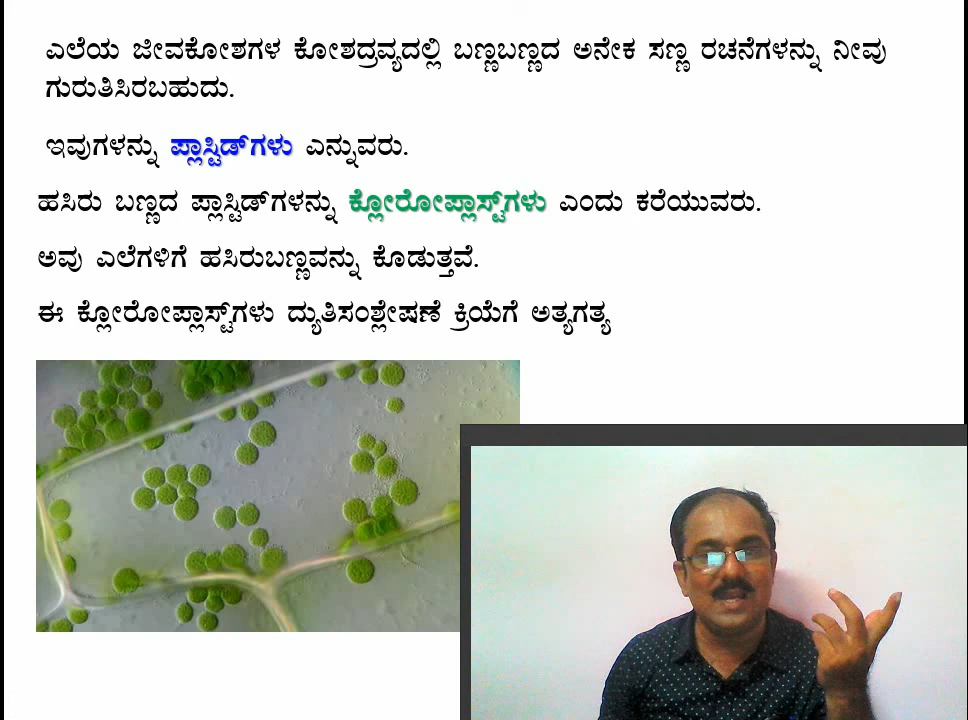 ಎಲೆಯ ಜೀವಕೋಶಗಳ ಕೋಶದ್ರವ್ಯದಲ್ಲಿ ಬಣ್ಣಬಣ್ಣದ ಅನೇಕ ಸಣ್ಣ ರಚನೆಗಳನ್ನು ನೀವು
ಗುರುತಿಸಿರಬಹುದು.
ಇವುಗಳನ್ನು ಪ್ಲಾಸ್ಟಿಡ್‌ಗಳು ಎನ್ನುವರು.
ಹಸಿರು ಬಣ್ಣದ ಪ್ಲಾಸ್ಟಿಡ್‌ಗಳನ್ನು ಕ್ಲೋರೋಪ್ಲಾಸ್ಟ್‌ಗಳು ಎಂದು ಕರೆಯುವರು.
ಅವು ಎಲೆಗಳಿಗೆ ಹಸಿರುಬಣ್ಣವನ್ನು ಕೊಡುತ್ತವೆ.
ಈ ಕ್ಲೋರೋಪ್ಲಾಸ್ಟ್‌ಗಳು ದ್ಯುತಿಸಂಶ್ಲೇಷಣೆ ಕ್ರಿಯೆಗೆ ಅತ್ಯಗತ್ಯ